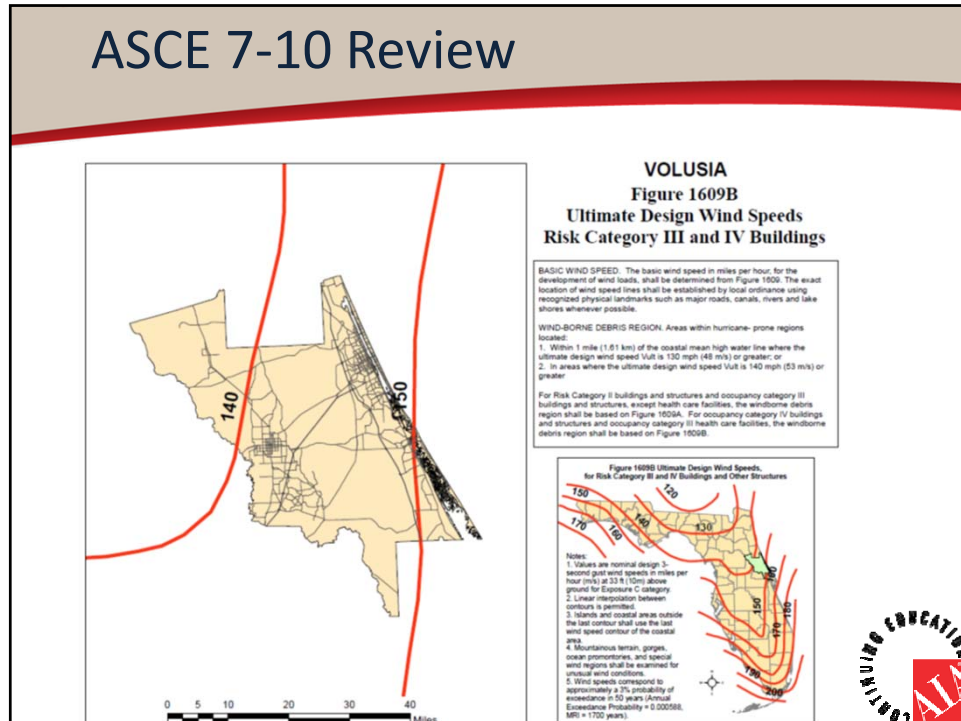 ASCE 7-10 Review
VOLUSIA
Figure 1609B
Ultimate Design Wind Speeds
Risk Category III and IV Buildings
BASIC WIND SPEED. The basic wind speed in miles per hour, for the
development of wind loads, shall be determined from Figure 1609. The exact
location of wind speed lines shall be established by local ordinance using
recognized physical landmarks such as major roads, canals, rivers and lake
shores whenever possible.
WIND-BORNE DEBRIS REGION. Areas within hurricane- prone regions
located:
1. Within 1 mile (1.61 km) of the coastal mean high water line where the
ultimate design wind speed Vult is 130 mph (48 m/s) or greater; or
2. In areas where the ultimate design wind speed Vult is 140 mph (53 m/s) or
greater
For Risk Category II buildings and structures and occupancy category III
buildings and structures, except health care facilities, the windborne debris
region shall be based on Figure 1609A. For occupancy category IV buildings
and structures and occupancy category III health care facilities, the windborne
debris region shall be based on Figure 1609B.
140
150
Figure 1609B Ultimate Design Wind Speeds,
for Risk Category III and IV Buildings and Other Structures
150
120
140
130
170
160
Notes:
1. Values are nominal design 3-
second gust wind speeds in miles per
hour (m/s) at 33 ft (10m) above
ground for Exposure C category.
2. Linear interpolation between
contours is permitted.
3. Islands and coastal areas outside
the last contour shall use the last
wind speed contour of the coastal
area.
4. Mountainous terrain, gorges,
ocean promontories, and special
wind regions shall be examined for
unusual wind conditions.
5. Wind speeds correspond to
approximately a 3% probability of
exceedance in 50 years (Annual
Exceedance Probability = 0.000588,
MRI = 1700 years).
150
180
170
190
200
0 5 10 20 30 40
Miles
CONTINUING EDUCATION
AIA